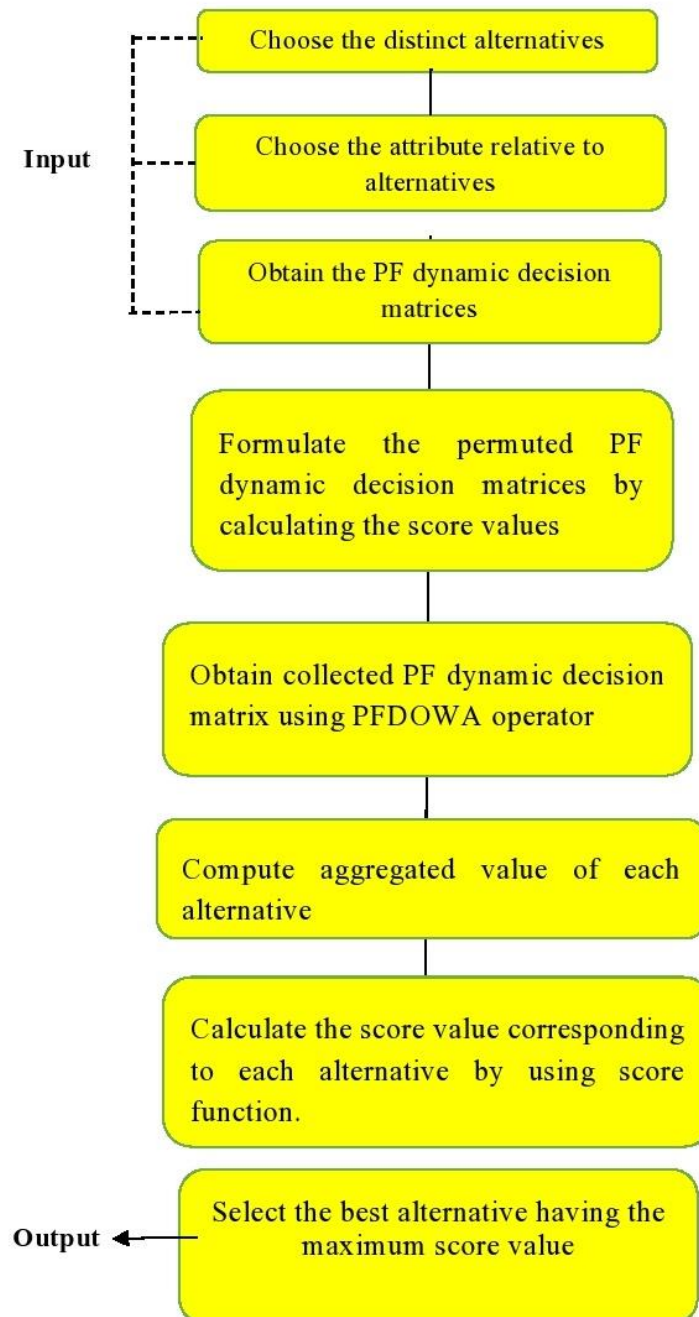 Choose the distinct alternatives
Input
Choose the attribute relative to
alternatives
Obtain the PF dynamic decision
matrices
Formulate the permuted PF
dynamic decision matrices by
calculating the score values
Obtain collected PF dynamic decision
matrix using PFDOWA operator
Compute aggregated value of each
alternative
Calculate the score value corresponding
to each alternative by using score
function.
Select the best alternative having the
maximum score value
Output